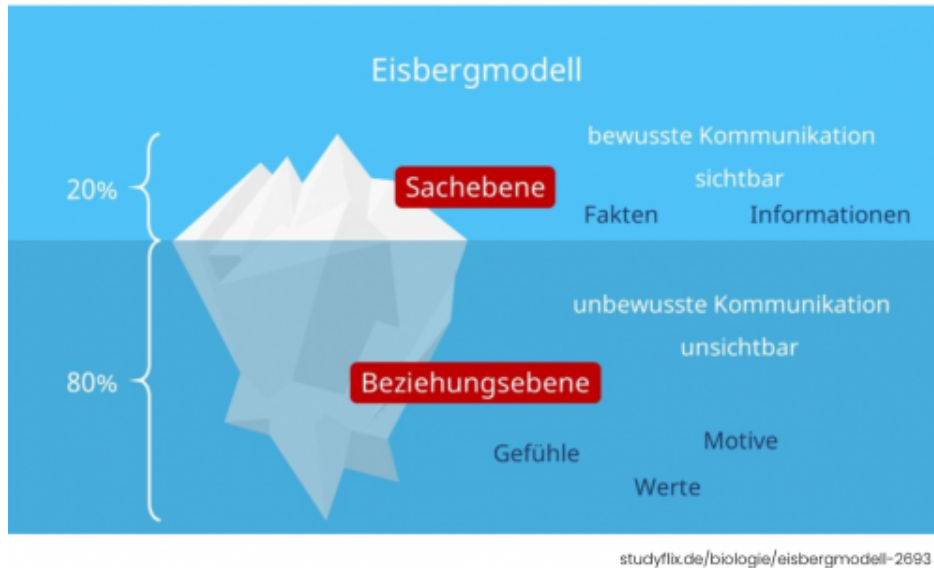 Eisbergmodell
bewusste Kommunikation
sichtbar
20%
Sachebene
Fakten Informationen
unbewusste Kommunikation
unsichtbar
80%
Beziehungsebene
Motive
Gefühle
Werte
studyflix.de/biologie/eisbergmodell-2693